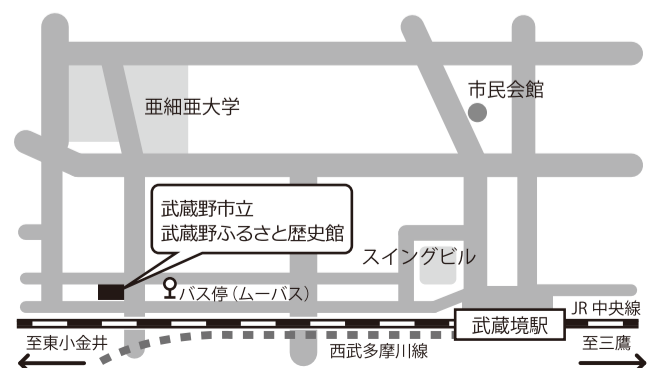 市民会館
亜細亜大学
武蔵野市立
武蔵野ふるさと歴史館
スイングビル
バス停（ムーバス）
JR 中央線
武蔵境駅
至東小金井
西武多摩川線
至三鷹